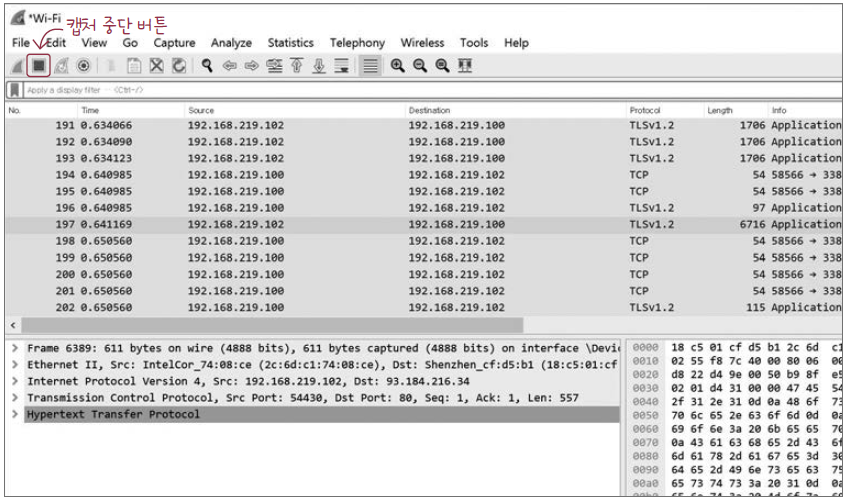 *Wi-Fi
캡처 중단 버튼
File Edit View Go Capture Analyze Statistics Telephony Wireless Tools Help
Apply a display filter ··· <Ctrl-/>
No. Time Source Destination Protocol Length Info
191 0.634066 192.168.219.102 192.168.219.100 TLSv1.2 1706 Application
192 0.634090 192.168.219.102 192.168.219.100 TLSv1.2 1706 Application
193 0.634123 192.168.219.102 192.168.219.100 TLSv1.2 1706 Application
194 0.640985 192.168.219.100 192.168.219.102 TCP 54 58566 → 338
195 0.640985 192.168.219.100 192.168.219.102 TCP 54 58566 → 338
196 0.640985 192.168.219.100 192.168.219.102 TLSv1.2 97 Application
197 0.641169 192.168.219.102 192.168.219.100 TLSv1.2 6716 Application
198 0.650560 192.168.219.100 192.168.219.102 TCP 54 58566 → 338
199 0.650560 192.168.219.100 192.168.219.102 TCP 54 58566 → 338
200 0.650560 192.168.219.100 192.168.219.102 TCP 54 58566 → 338
201 0.650560 192.168.219.100 192.168.219.102 TCP 54 58566 → 338
202 0.650560 192.168.219.100 192.168.219.102 TLSv1.2 115 Application
> Frame 6389: 611 bytes on wire (4888 bits), 611 bytes captured (4888 bits) on interface \Devi
> Ethernet II, Src: IntelCor_74:08:ce (2c:6d:c1:74:08:ce), Dst: Shenzhen_cf:d5:b1 (18:c5:01:cf
> Internet Protocol Version 4, Src: 192.168.219.102, Dst: 93.184.216.34
> Transmission Control Protocol, Src Port: 54430, Dst Port: 80, Seq: 1, Ack: 1, Len: 557
> Hypertext Transfer Protocol
0000 18 c5 01 cf d5 b1 2c 6d c1
0010 02 55 f8 7c 40 00 80 06 00
0020 d8 22 d4 9e 00 50 b9 8f e5
0030 02 01 d4 31 00 00 47 45 54
0040 2f 31 2e 31 0d 0a 48 6f 73
0050 70 6c 65 2e 63 6f 6d 0d 0a
0060 69 6f 6e 3a 20 6b 65 65 70
0070 0a 43 61 63 68 65 2d 43 6f
0080 6d 61 78 2d 61 67 65 3d 30
0090 64 65 2d 49 6e 73 65 63 75
00a0 65 73 74 73 3a 20 31 0d 0a